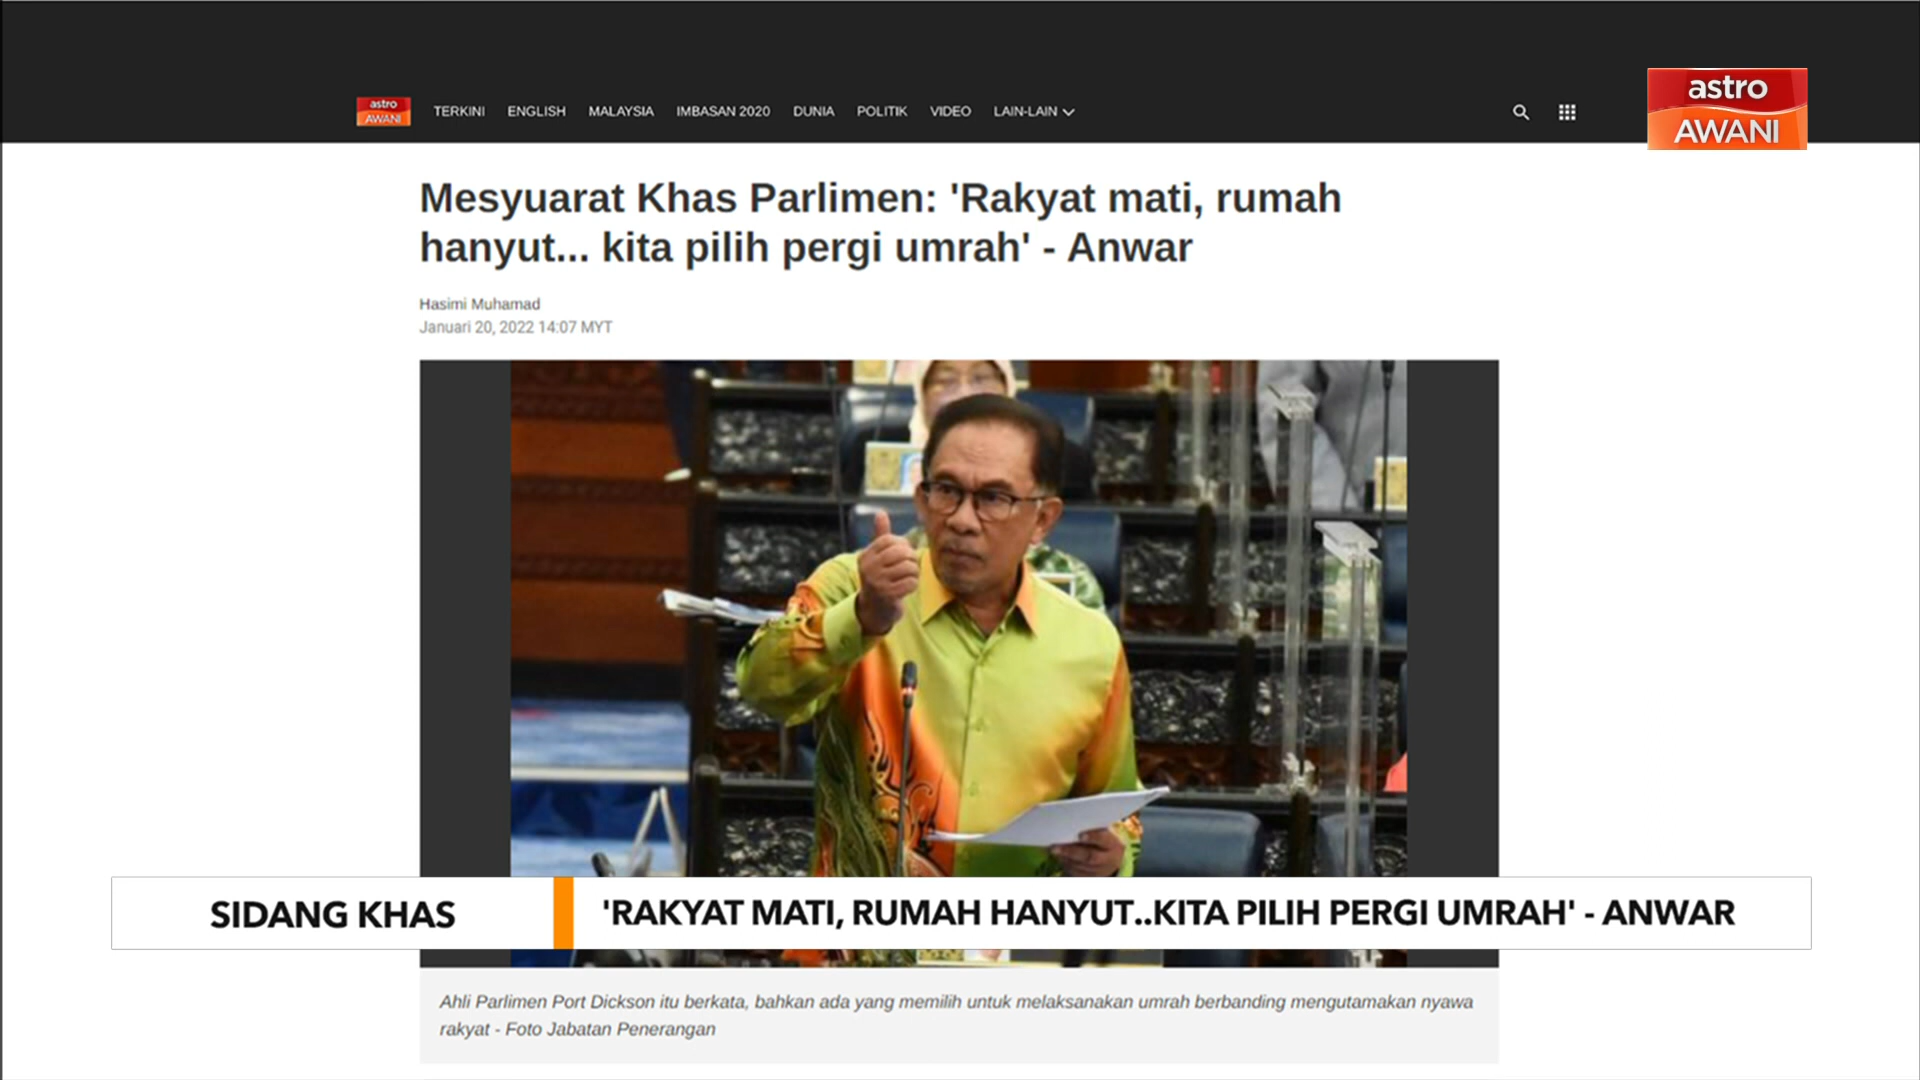 astro
AWANI
TERKINI ENGLISH MALAYSIA IMBASAN 2020 DUNIA POLITIK VIDEO LAIN-LAIN
astro
AWANI
Mesyuarat Khas Parlimen: 'Rakyat mati, rumah
hanyut... kita pilih pergi umrah' - Anwar
Hasimi Muhamad
Januari 20, 2022 14:07 MYT
SIDANG KHAS
'RAKYAT MATI, RUMAH HANYUT..KITA PILIH PERGI UMRAH' - ANWAR
Ahli Parlimen Port Dickson itu berkata, bahkan ada yang memilih untuk melaksanakan umrah berbanding mengutamakan nyawa
rakyat - Foto Jabatan Penerangan